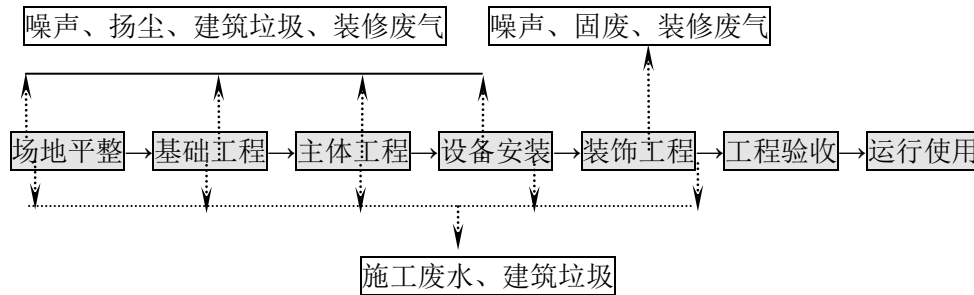 噪声、扬尘、建筑垃圾、装修废气
噪声、固废、装修废气
场地平整→基础工程→主体工程→设备安装→装饰工程→工程验收→运行使用
施工废水、建筑垃圾